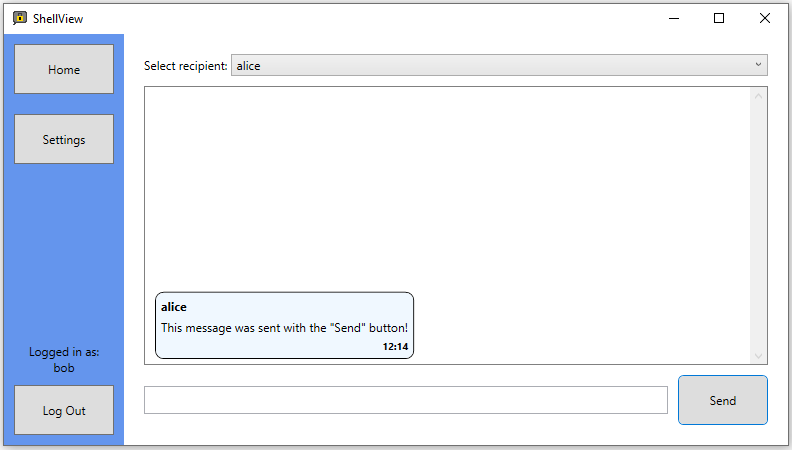 ShellView
Home
Settings
Logged in as:
bob
Log Out
Select recipient: alice
alice
This message was sent with the "Send" button!
12:14
Send